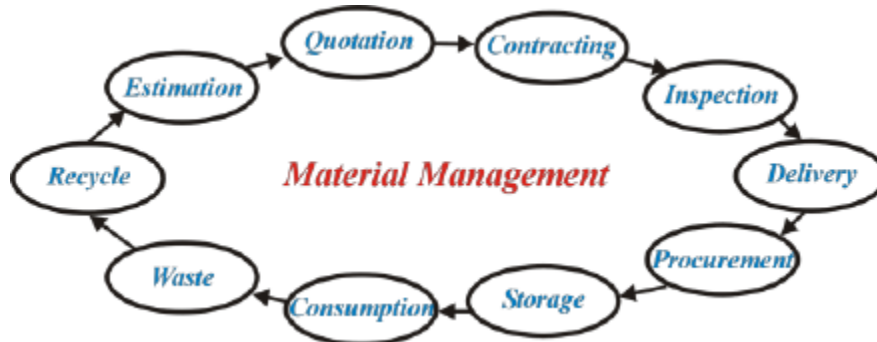 Quotation
Contracting
Estimation
Inspection
Recycle
Material Management
Delivery
Procurement
Waste
Storage
Consumption